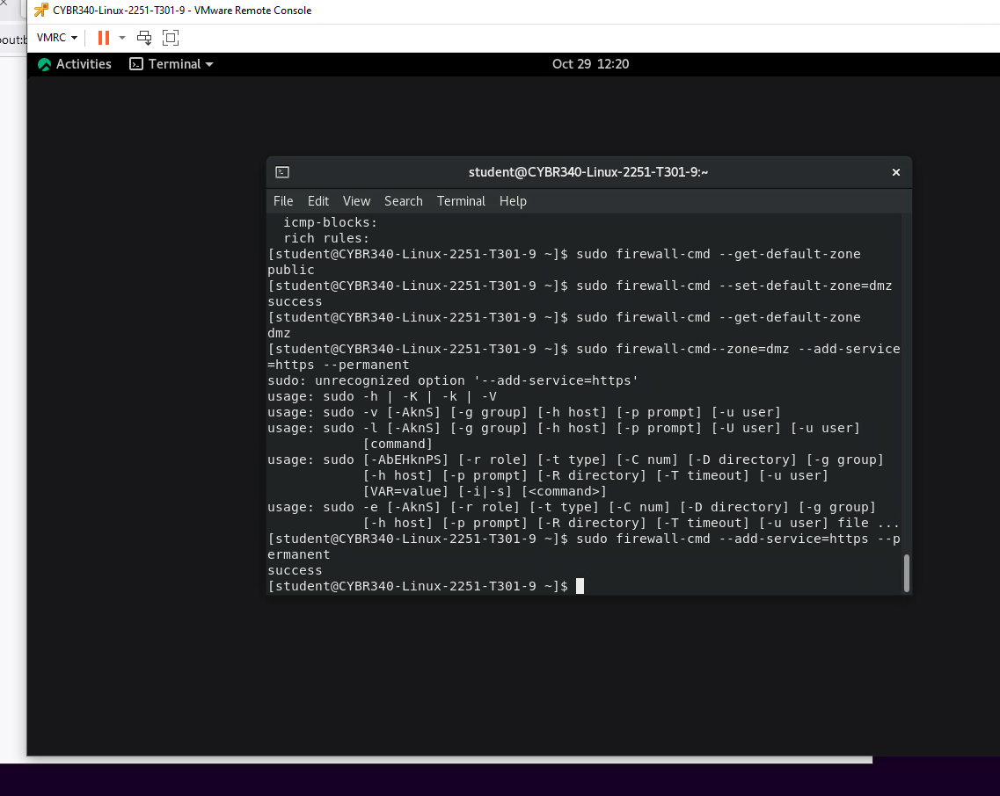 CYBR340-Linux-2251-T301-9 - VMware Remote Console
out:b
VMRC
Activities
Terminal
Oct 29 12:20
student@CYBR340-Linux-2251-T301-9:~
File Edit View Search Terminal Help
icmp-blocks:
rich rules:
[student@CYBR340-Linux-2251-T301-9 ~]$ sudo firewall-cmd --get-default-zone
public
[student@CYBR340-Linux-2251-T301-9 ~]$ sudo firewall-cmd --set-default-zone=dmz
success
[student@CYBR340-Linux-2251-T301-9 ~]$ sudo firewall-cmd --get-default-zone
dmz
[student@CYBR340-Linux-2251-T301-9 ~]$ sudo firewall-cmd--zone=dmz --add-service
=https --permanent
sudo: unrecognized option '--add-service=https'
usage: sudo -h | -K | -k | -V
usage: sudo -v [-AknS] [-g group] [-h host] [-p prompt] [-u user]
usage: sudo -l [-AknS] [-g group] [-h host] [-p prompt] [-U user] [-u user]
[command]
usage: sudo [-AbEHknPS] [-r role] [-t type] [-C num] [-D directory] [-g group]
[-h host] [-p prompt] [-R directory] [-T timeout] [-u user]
[VAR=value] [-i|-s] [<command>]
usage: sudo -e [-AknS] [-r role] [-t type] [-C num] [-D directory] [-g group]
[-h host] [-p prompt] [-R directory] [-T timeout] [-u user] file ...
[student@CYBR340-Linux-2251-T301-9 ~]$ sudo firewall-cmd --add-service=https --p
ermanent
success
[student@CYBR340-Linux-2251-T301-9 ~]$